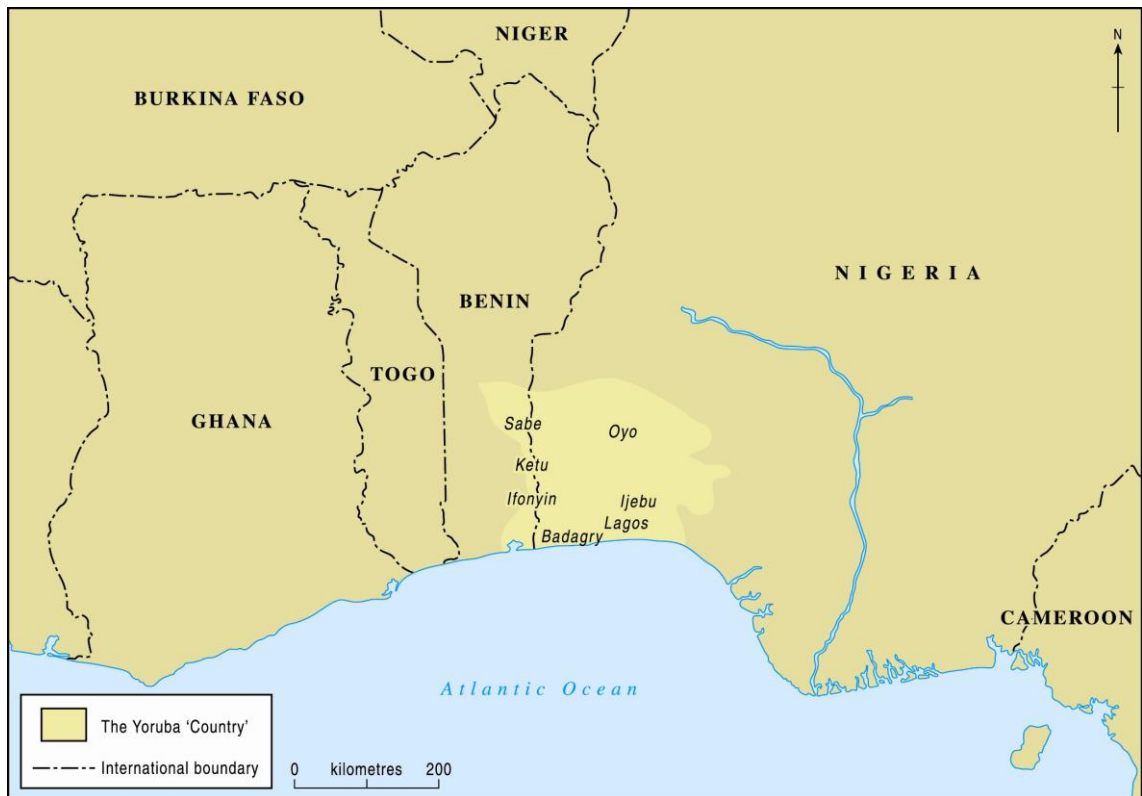 NIGER
N
BURKINA FASO
NIGERIA
BENIN
TOGO
GHANA
Sabe
Oyo
Ketu
Ifonyin
Ijebu
Lagos
Badagry
CAMEROON
Atlantic Ocean
The Yoruba ‘Country’
International boundary
0 kilometres 200